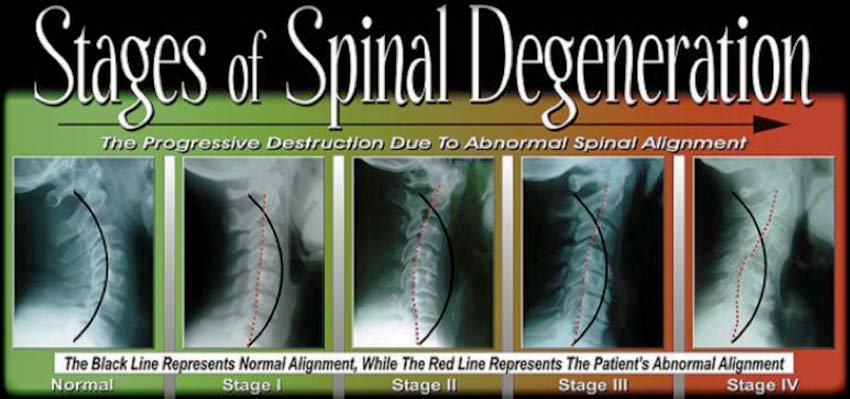 Stages of Spinal Degeneration
The Progressive Destruction Due To Abnormal Spinal Alignment
The Black Line Represents Normal Alignment, While The Red Line Represents The Patient's Abnormal Alignment
Normal
Stage I
Stage II
Stage III
Stage IV